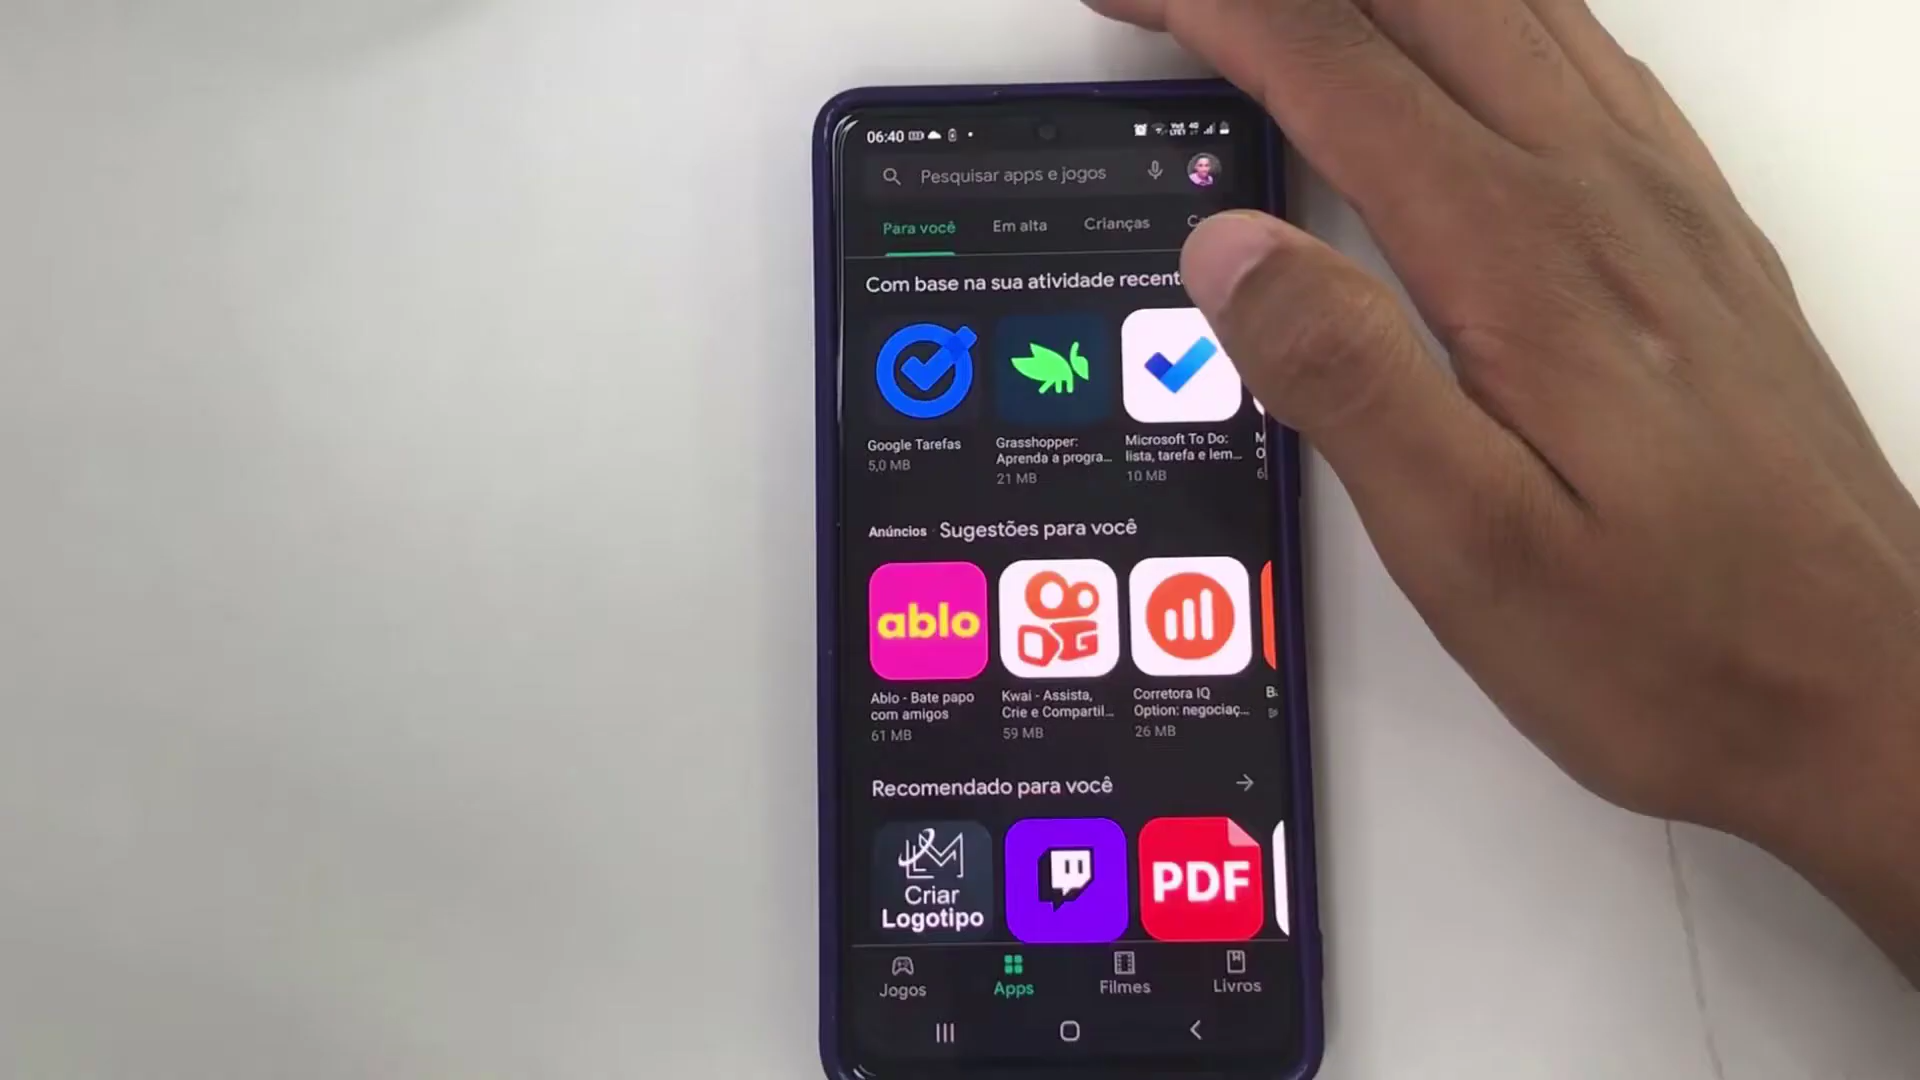 06:40
Pesquisar apps e jogos
Para você Em alta Crianças
Com base na sua atividade recent
Google Tarefas
5,0 MB
Grasshopper:
Aprenda a progra...
21 MB
Microsoft To Do:
lista, tarefa e lem...
10 MB
Anúncios · Sugestões para você
ablo
Ablo - Bate papo
com amigos
61 MB
Kwai - Assista,
Crie e Compartil...
59 MB
Corretora IQ
Option: negociaç...
26 MB
Recomendado para você
Criar
Logotipo
PDF
Jogos Apps Filmes Livros